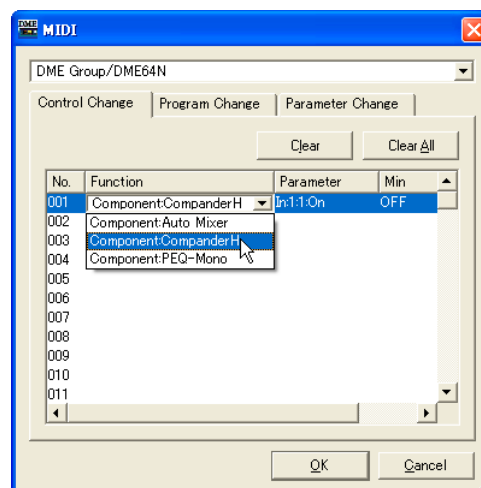 DME MIDI
DME Group/DME64N
Control Change Program Change Parameter Change
Clear Clear All
No. Function Parameter Min
001 Component:CompanderH In:1:1:On OFF
002 Component:Auto Mixer
003 Component:CompanderH
004 Component:PEQ-Mono
005
006
007
008
009
010
011
OK Cancel